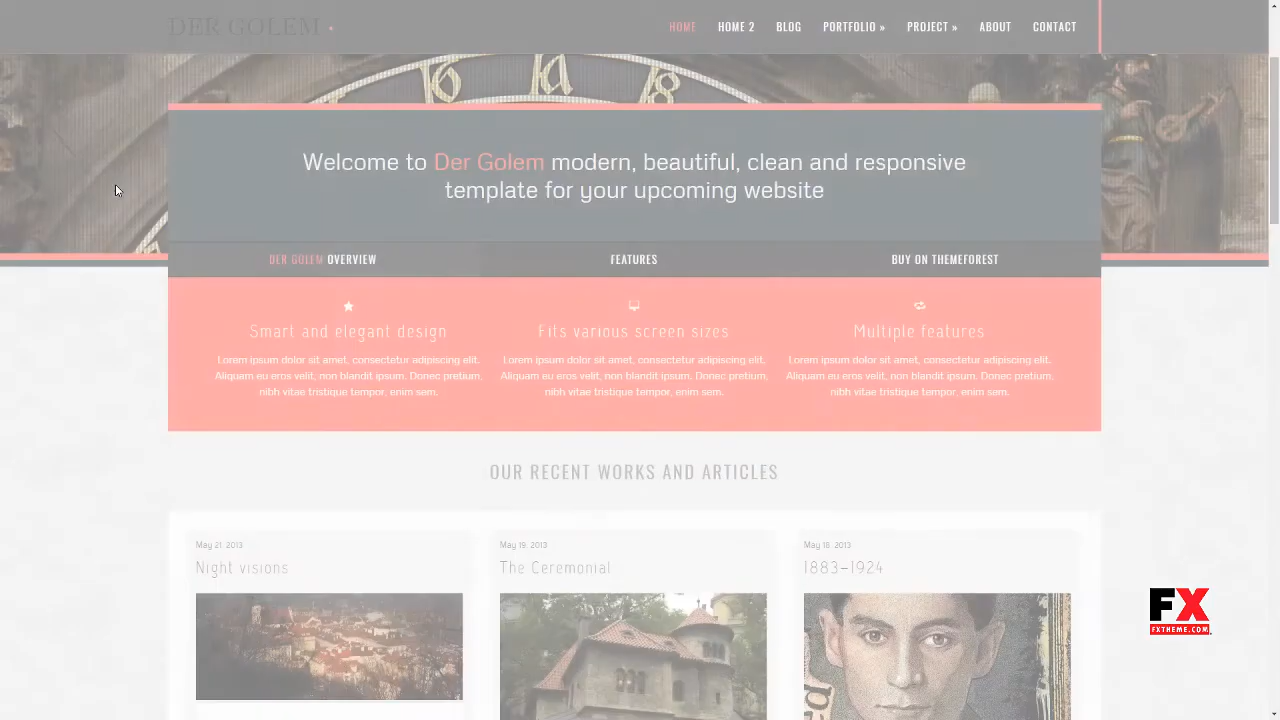 DER GOLEM
HOME HOME 2 BLOG PORTFOLIO » PROJECT » ABOUT CONTACT
Welcome to Der Golem modern, beautiful, clean and responsive
template for your upcoming website
DER GOLEM OVERVIEW FEATURES BUY ON THEMEFOREST
Smart and elegant design
Lorem ipsum dolor sit amet, consectetur adipiscing elit.
Aliquam eu eros velit, non blandit ipsum. Donec pretium,
nibh vitae tristique tempor, enim sem.
Fits various screen sizes
Lorem ipsum dolor sit amet, consectetur adipiscing elit.
Aliquam eu eros velit, non blandit ipsum. Donec pretium,
nibh vitae tristique tempor, enim sem.
Multiple features
Lorem ipsum dolor sit amet, consectetur adipiscing elit.
Aliquam eu eros velit, non blandit ipsum. Donec pretium,
nibh vitae tristique tempor, enim sem.
OUR RECENT WORKS AND ARTICLES
May 21, 2013
Night visions
May 19, 2013
The Ceremonial
May 18, 2013
1883–1924
FX
FXTHEME.COM